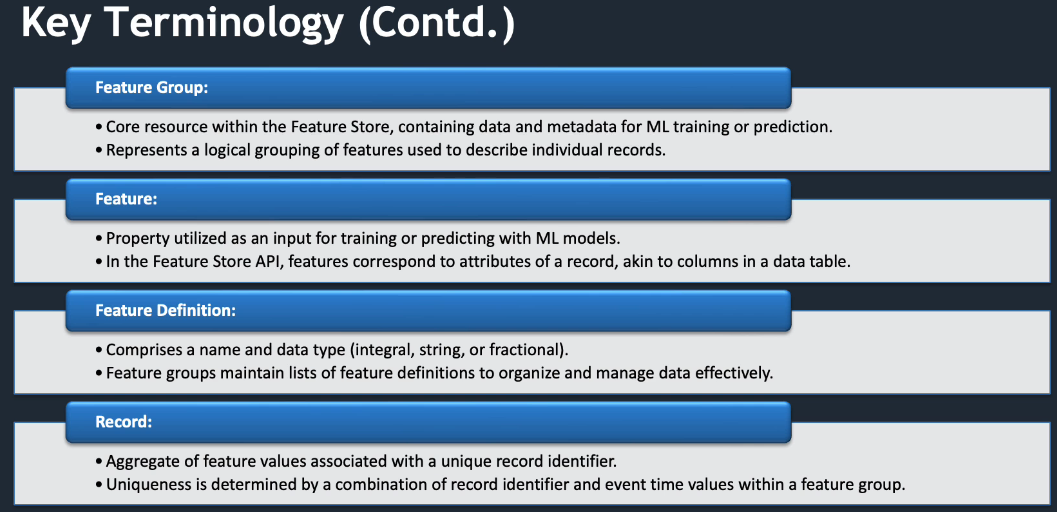 Key Terminology (Contd.)
Feature Group:
• Core resource within the Feature Store, containing data and metadata for ML training or prediction.
• Represents a logical grouping of features used to describe individual records.
Feature:
• Property utilized as an input for training or predicting with ML models.
• In the Feature Store API, features correspond to attributes of a record, akin to columns in a data table.
Feature Definition:
• Comprises a name and data type (integral, string, or fractional).
• Feature groups maintain lists of feature definitions to organize and manage data effectively.
Record:
• Aggregate of feature values associated with a unique record identifier.
• Uniqueness is determined by a combination of record identifier and event time values within a feature group.